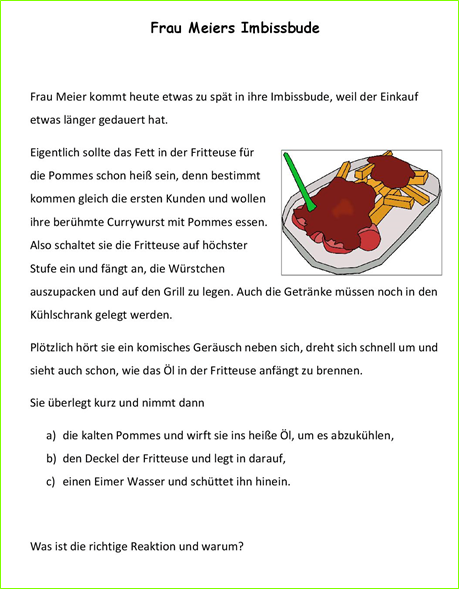 Frau Meiers Imbissbude
Frau Meier kommt heute etwas zu spät in ihre Imbissbude, weil der Einkauf
etwas länger gedauert hat.
Eigentlich sollte das Fett in der Fritteuse für
die Pommes schon heiß sein, denn bestimmt
kommen gleich die ersten Kunden und wollen
ihre berühmte Currywurst mit Pommes essen.
Also schaltet sie die Fritteuse auf höchster
Stufe ein und fängt an, die Würstchen
auszupacken und auf den Grill zu legen. Auch die Getränke müssen noch in den
Kühlschrank gelegt werden.
Plötzlich hört sie ein komisches Geräusch neben sich, dreht sich schnell um und
sieht auch schon, wie das Öl in der Fritteuse anfängt zu brennen.
Sie überlegt kurz und nimmt dann
a) die kalten Pommes und wirft sie ins heiße Öl, um es abzukühlen,
b) den Deckel der Fritteuse und legt in darauf,
c) einen Eimer Wasser und schüttet ihn hinein.
Was ist die richtige Reaktion und warum?